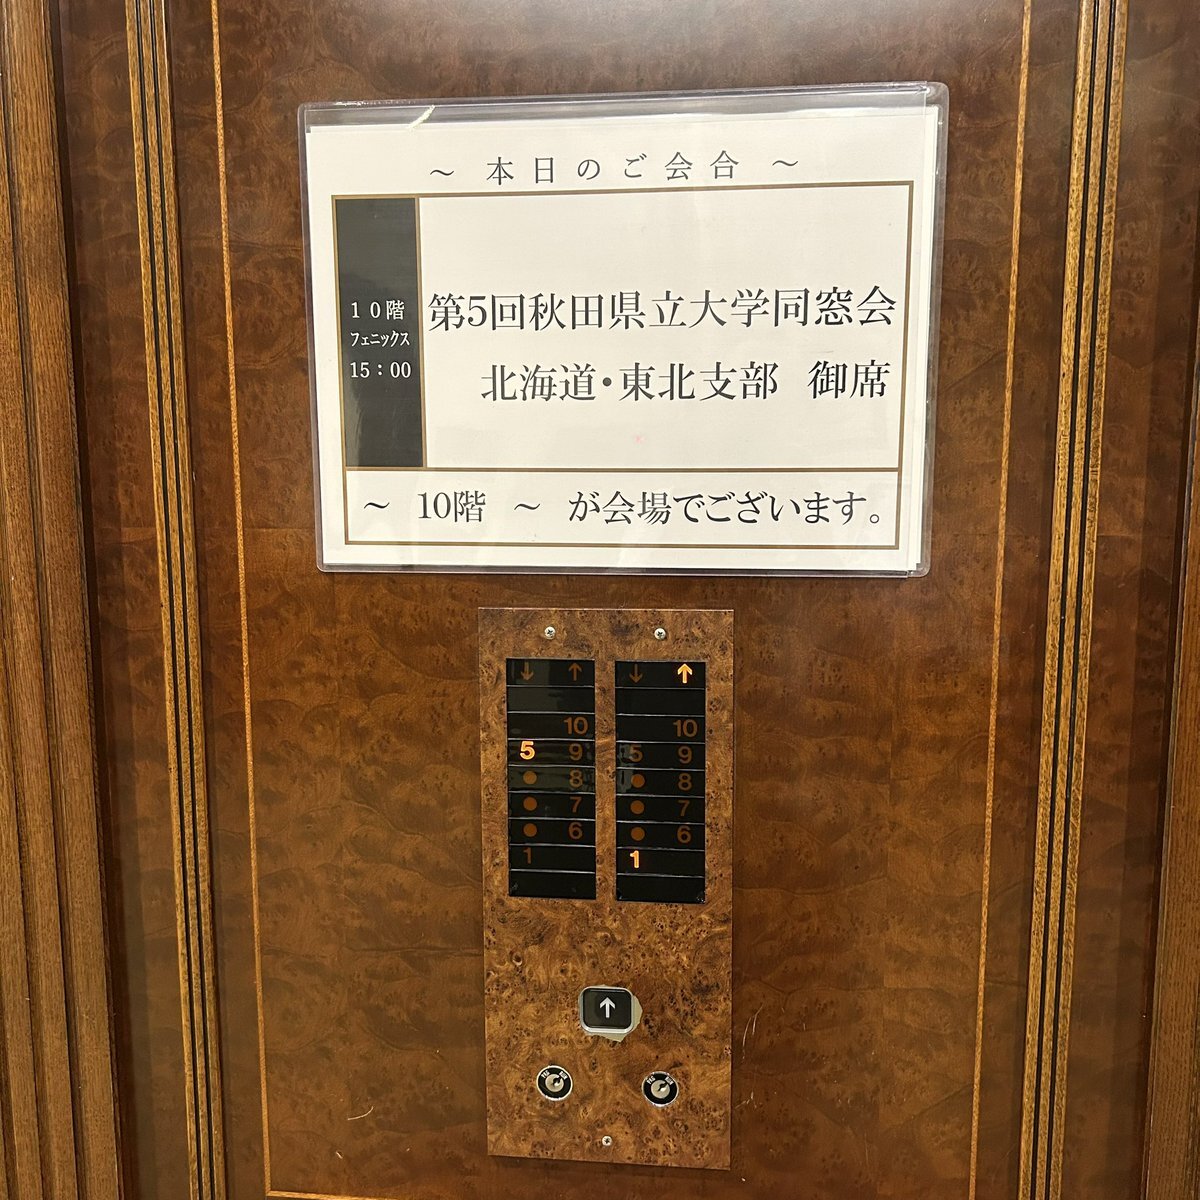 ～ 本日のご会合 ～
10階
フェニックス
15：00
第5回秋田県立大学同窓会
北海道・東北支部 御席
～ 10階 ～ が会場でございます。
↓ ↑
10
5 9
● 8
● 7
● 6
1
↓ ↑
10
5 9
● 8
● 7
● 6
1
↑